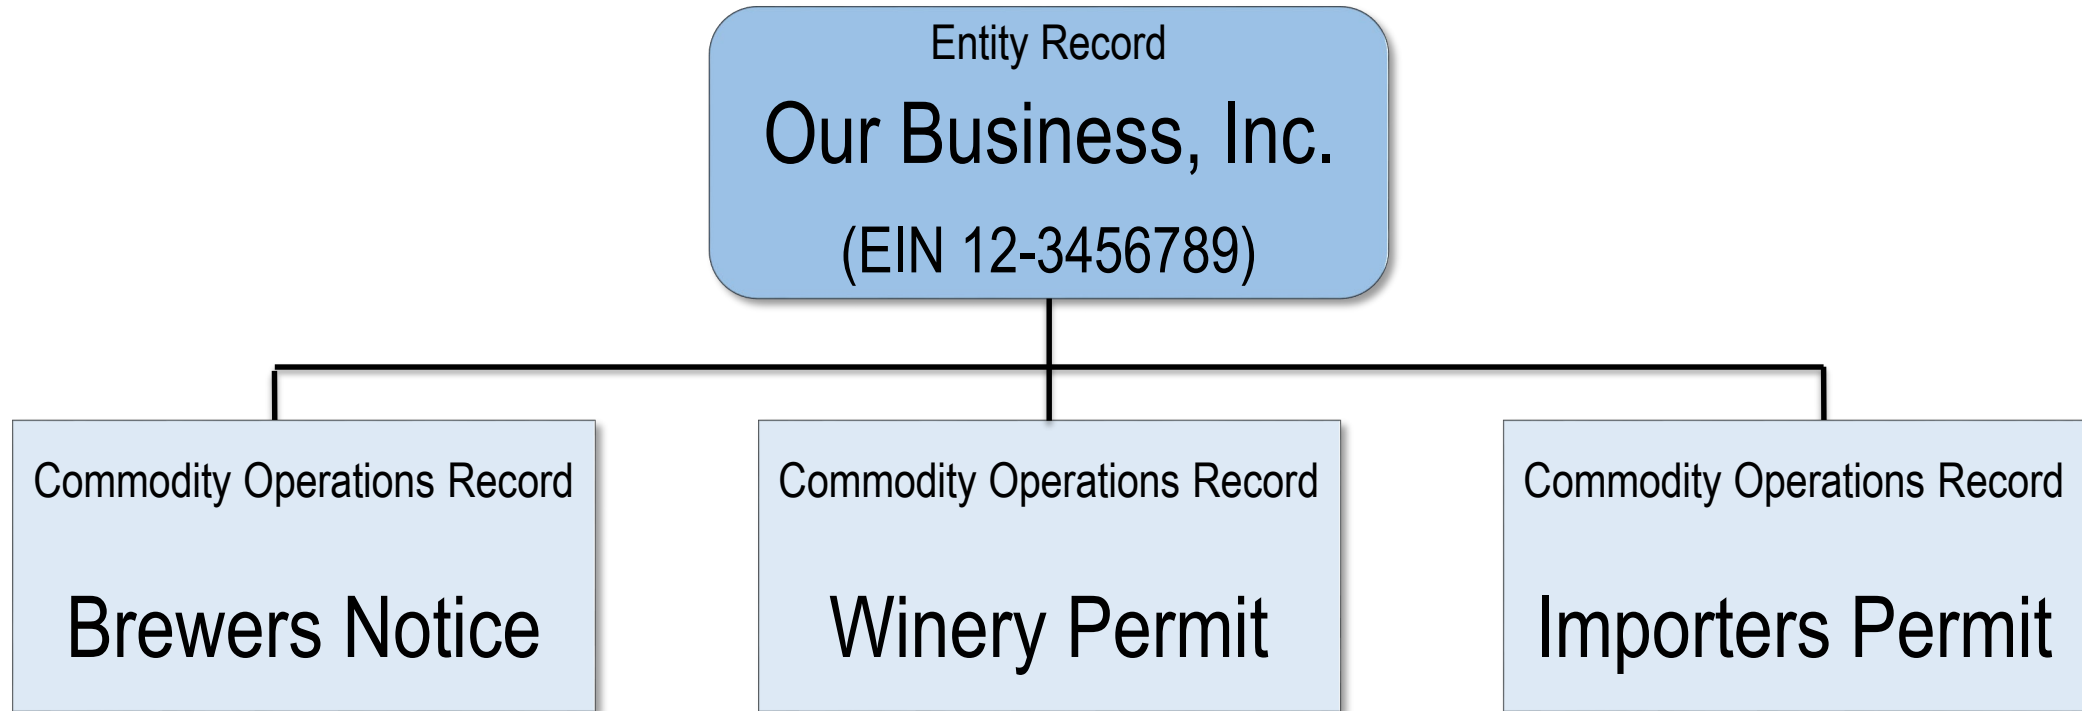 Entity Record
Our Business, Inc.
(EIN 12-3456789)
Commodity Operations Record
Brewers Notice
Commodity Operations Record
Winery Permit
Commodity Operations Record
Importers Permit